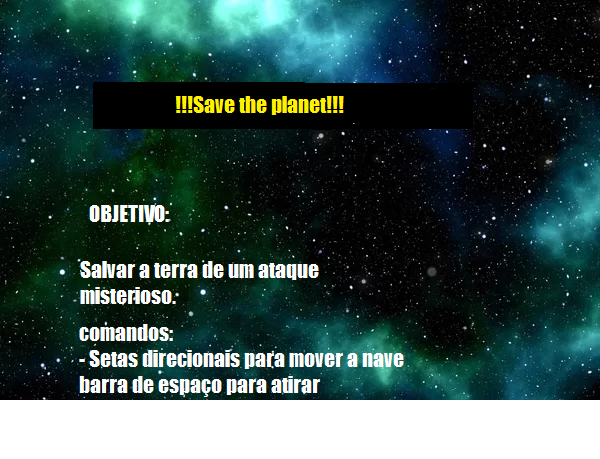 !!!Save the planet!!!
OBJETIVO:
Salvar a terra de um ataque
misterioso.
comandos:
- Setas direcionais para mover a nave
barra de espaço para atirar